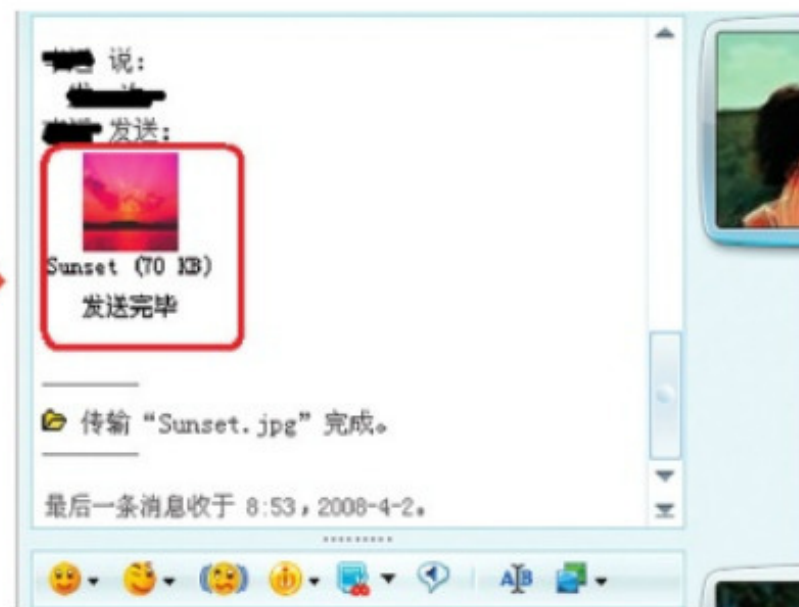 说:
发送:
Sunset (70 KB)
发送完毕
传输 “Sunset.jpg” 完成。
最后一条消息收于 8:53，2008-4-2。
AB